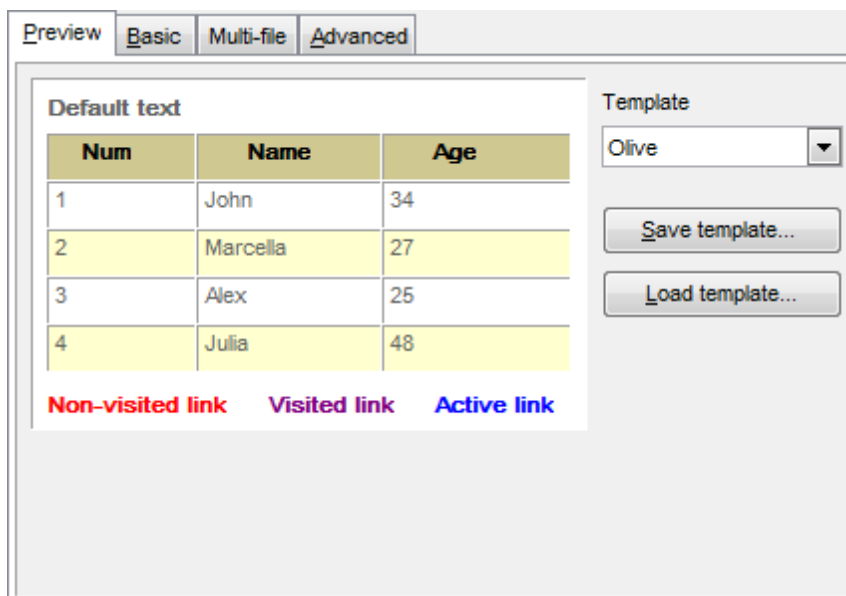 Preview Basic Multi-file Advanced
Default text
Num Name Age
1 John 34
2 Marcella 27
3 Alex 25
4 Julia 48
Non-visited link Visited link Active link
Template
Olive
Save template...
Load template...